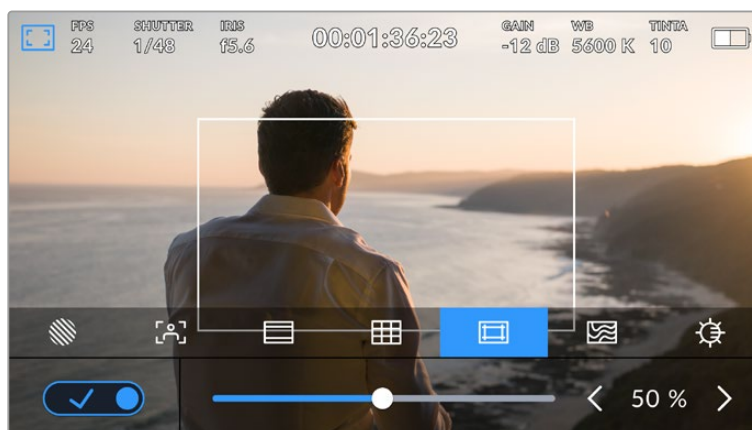 FPS SHUTTER IRIS GAIN WB TINTA
24 1/48 f5.6 00:01:36:23 -12 dB 5600 K 10
50 %